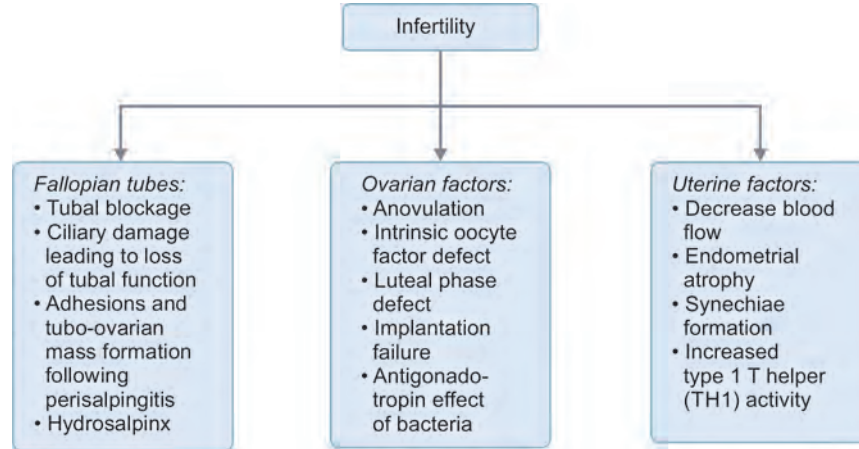 Infertility
Fallopian tubes:
• Tubal blockage
• Ciliary damage
leading to loss
of tubal function
• Adhesions and
tubo-ovarian
mass formation
following
perisalpingitis
• Hydrosalpinx
Ovarian factors:
• Anovulation
• Intrinsic oocyte
factor defect
• Luteal phase
defect
• Implantation
failure
• Antigonado-
tropin effect
of bacteria
Uterine factors:
• Decrease blood
flow
• Endometrial
atrophy
• Synechiae
formation
• Increased
type 1 T helper
(TH1) activity